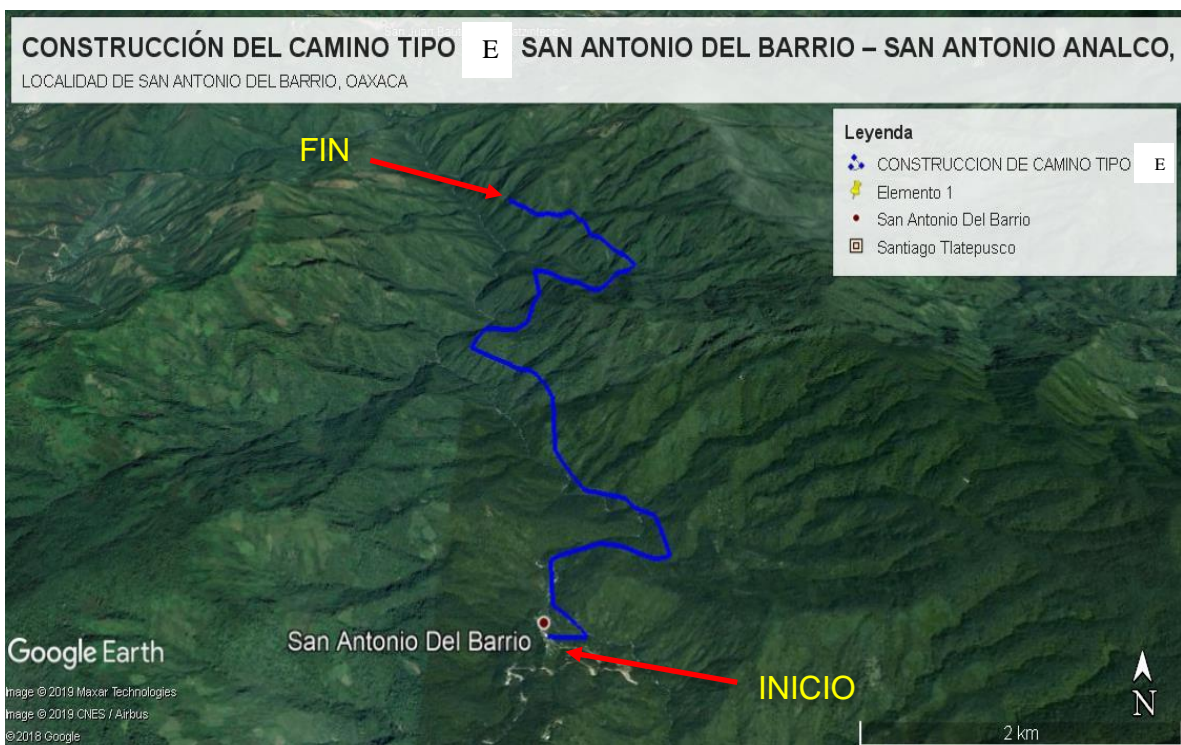 CONSTRUCCIÓN DEL CAMINO TIPO E SAN ANTONIO DEL BARRIO – SAN ANTONIO ANALCO,
LOCALIDAD DE SAN ANTONIO DEL BARRIO, OAXACA
Leyenda
CONSTRUCCION DE CAMINO TIPO E
Elemento 1
San Antonio Del Barrio
Santiago Tlatepusco
FIN
San Antonio Del Barrio
INICIO
Google Earth
mage © 2019 Maxar Technologies
mage © 2019 CNES / Airbus
©2018 Google
N
2 km